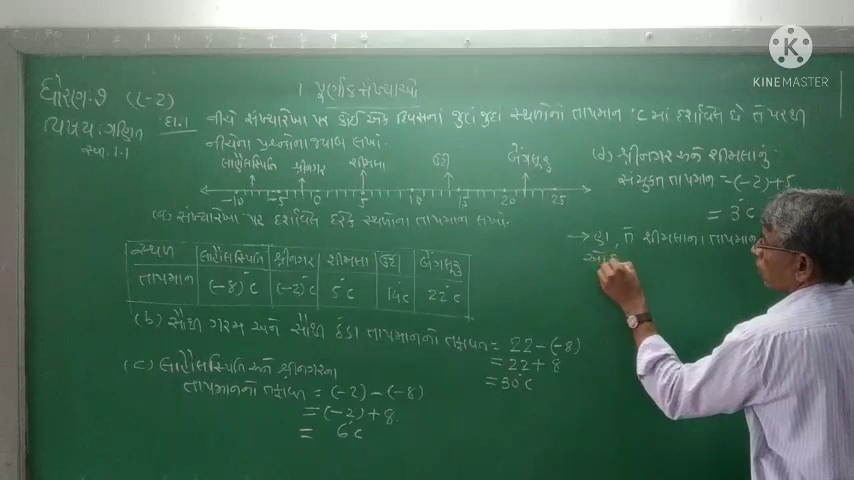 KINEMASTER
ધોરણ-૭ (L-2)
વિષય: ગણિત
સ્વા. 1.1
1. પૂર્ણાંક સંખ્યાઓ
દા.1 નીચે સંખ્યારેખા પર કોઈ એક દિવસનાં જુદાં જુદાં સ્થળોનાં તાપમાન °C માં દર્શાવેલ છે તે પરથી
નીચેના પ્રશ્નોના જવાબ લખો.
લાહૌલસ્પિતિ શ્રીનગર શીમલા ઉટી બેંગલુરુ
-10 -5 0 5 10 15 20 25
(a) સંખ્યારેખા પર દર્શાવેલ દરેક સ્થળોના તાપમાન લખો.
સ્થળ લાહૌલસ્પિતિ શ્રીનગર શીમલા ઉટી બેંગલુરુ
તાપમાન (-8)°C (-2)°C 5°C 14°C 22°C
(b) સૌથી ગરમ અને સૌથી ઠંડા તાપમાનનો તફાવત = 22 - (-8)
= 22 + 8
= 30°C
(c) લાહૌલસ્પિતિ અને શ્રીનગરના
તાપમાનનો તફાવત = (-2) - (-8)
= (-2) + 8
= 6°C
(d) શ્રીનગર અને શીમલાનું
સંયુક્ત તાપમાન = (-2) + 5
= 3°C
→ હા, તે શીમલાના તાપમાન